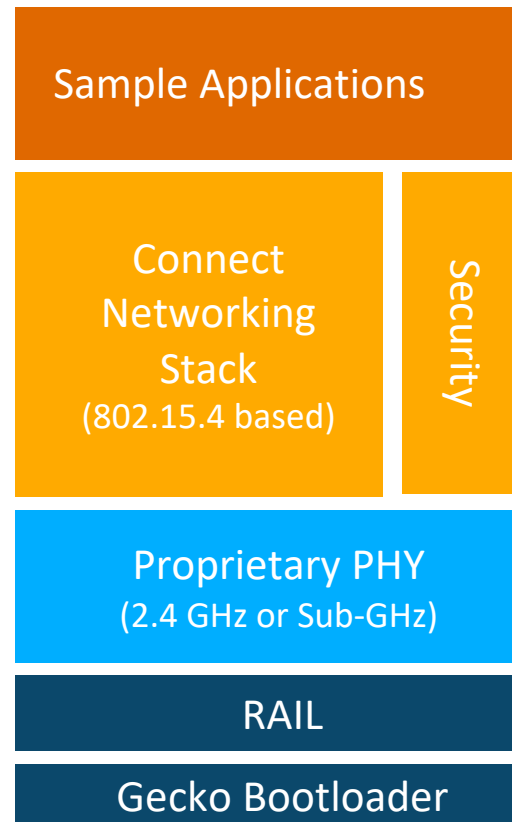 Sample Applications
Connect
Networking
Stack
(802.15.4 based)
Security
Proprietary PHY
(2.4 GHz or Sub-GHz)
RAIL
Gecko Bootloader